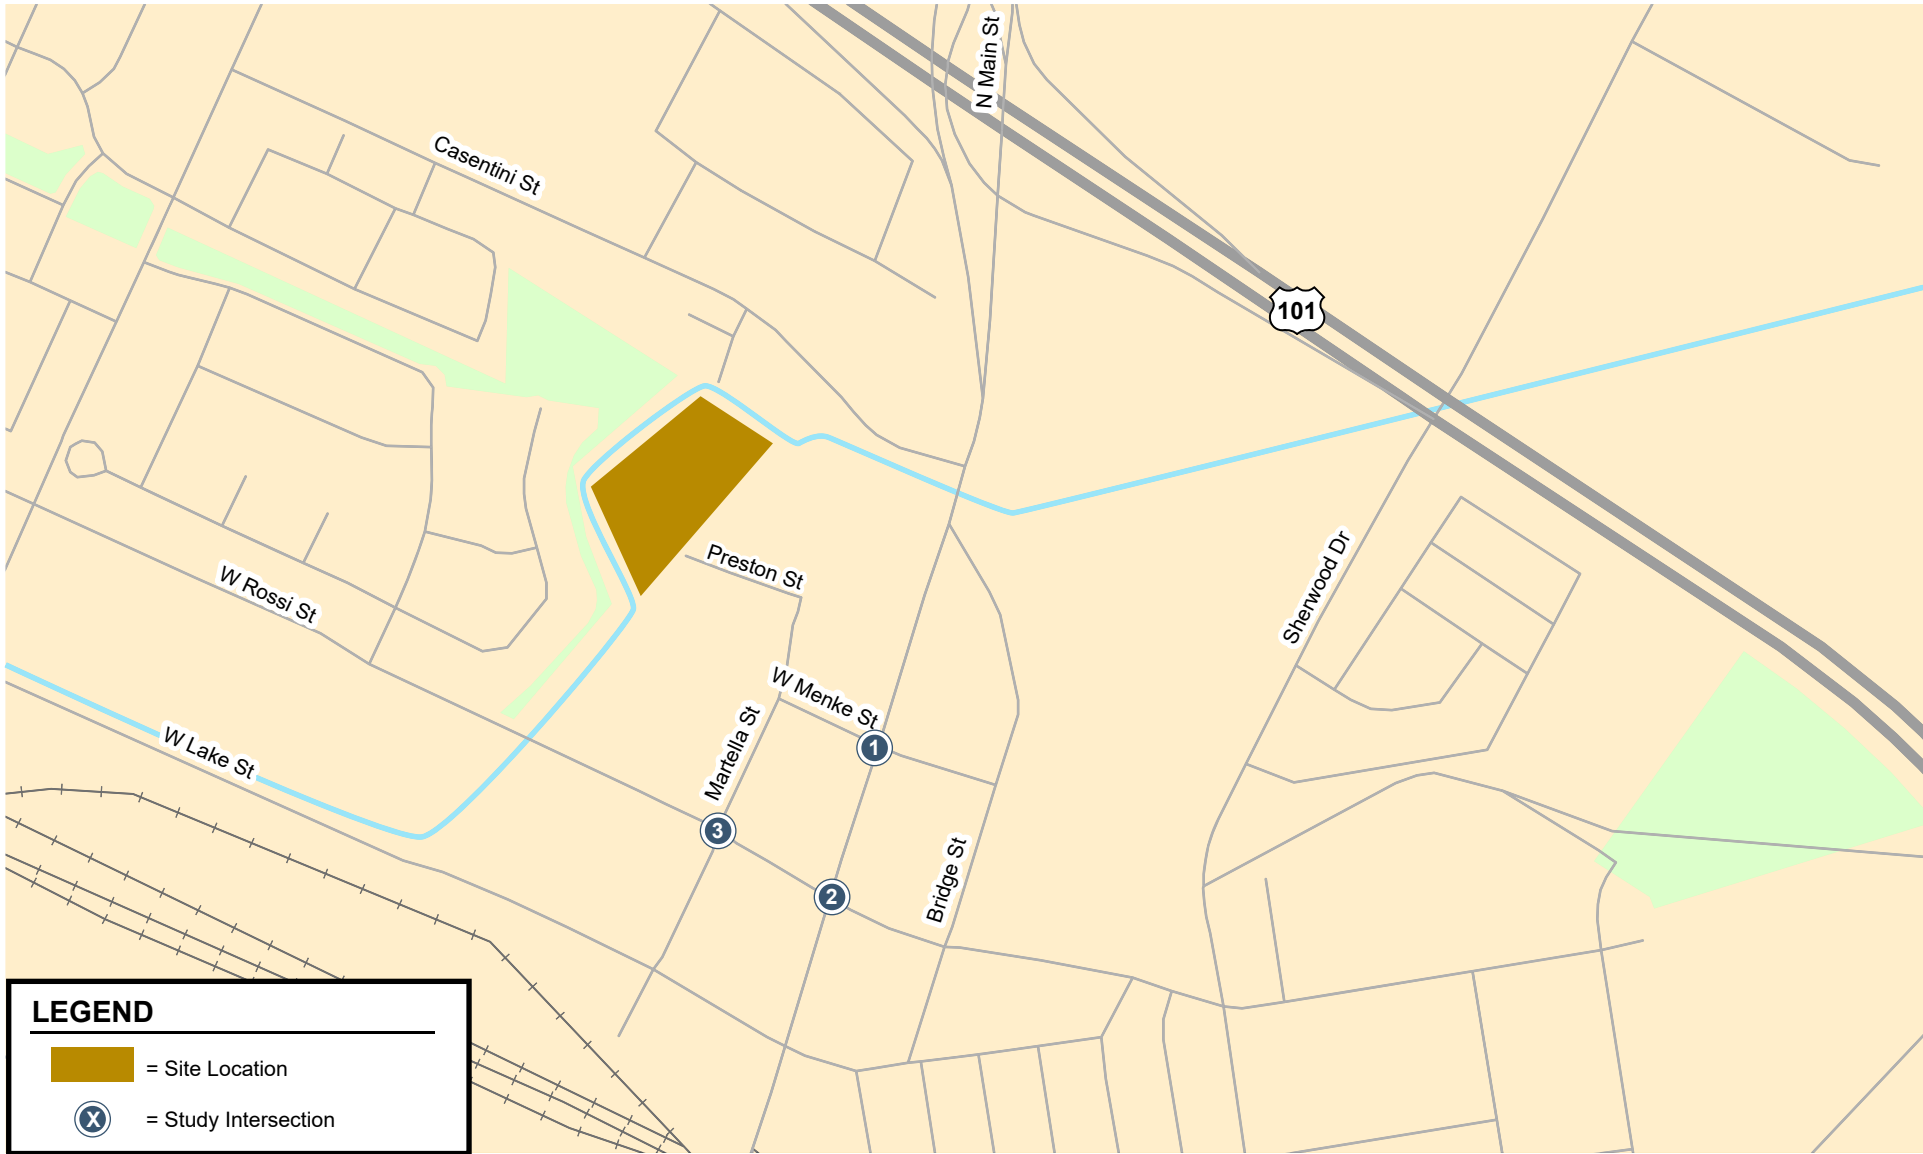 N Main St
Casentini St
101
Preston St
Sherwood Dr
W Rossi St
W Menke St
Martella St
W Lake St
1
3
2
Bridge St
LEGEND
= Site Location
X = Study Intersection